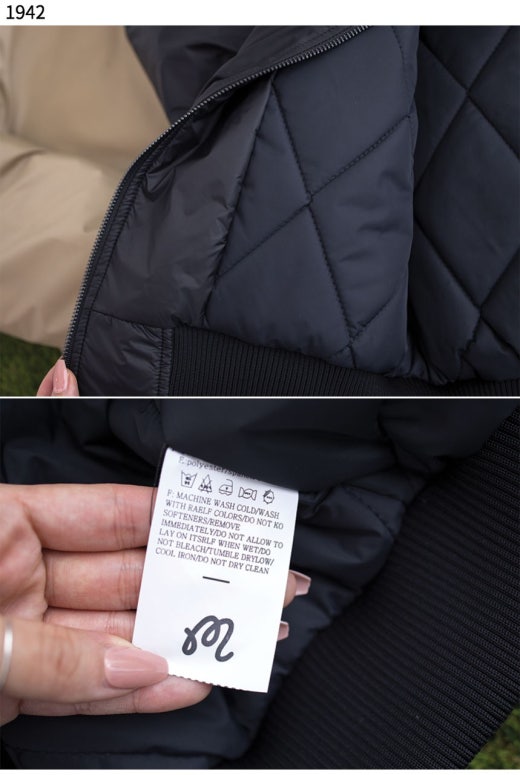 1942
F: MACHINE WASH COLD/WASH
WITH RAELF COLORS/DO NOT KO
SOFTENERS/REMOVE
IMMEDIATELY/DO NOT ALLOW TO
LAY ON ITSRLF WHEN WET/DO
NOT BLEACH/TUMBLE DRYLOW/
COOL IRON/DO NOT DRY CLEAN